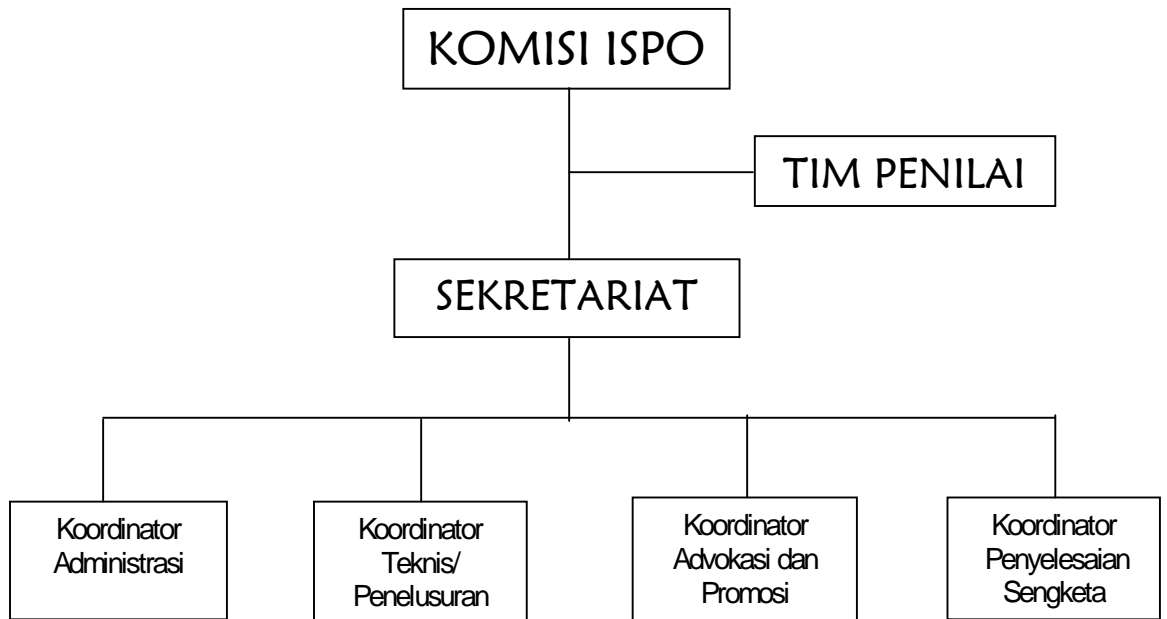 KOMISI ISPO
TIM PENILAI
SEKRETARIAT
Koordinator
Administrasi
Koordinator
Teknis/
Penelusuran
Koordinator
Advokasi dan
Promosi
Koordinator
Penyelesaian
Sengketa